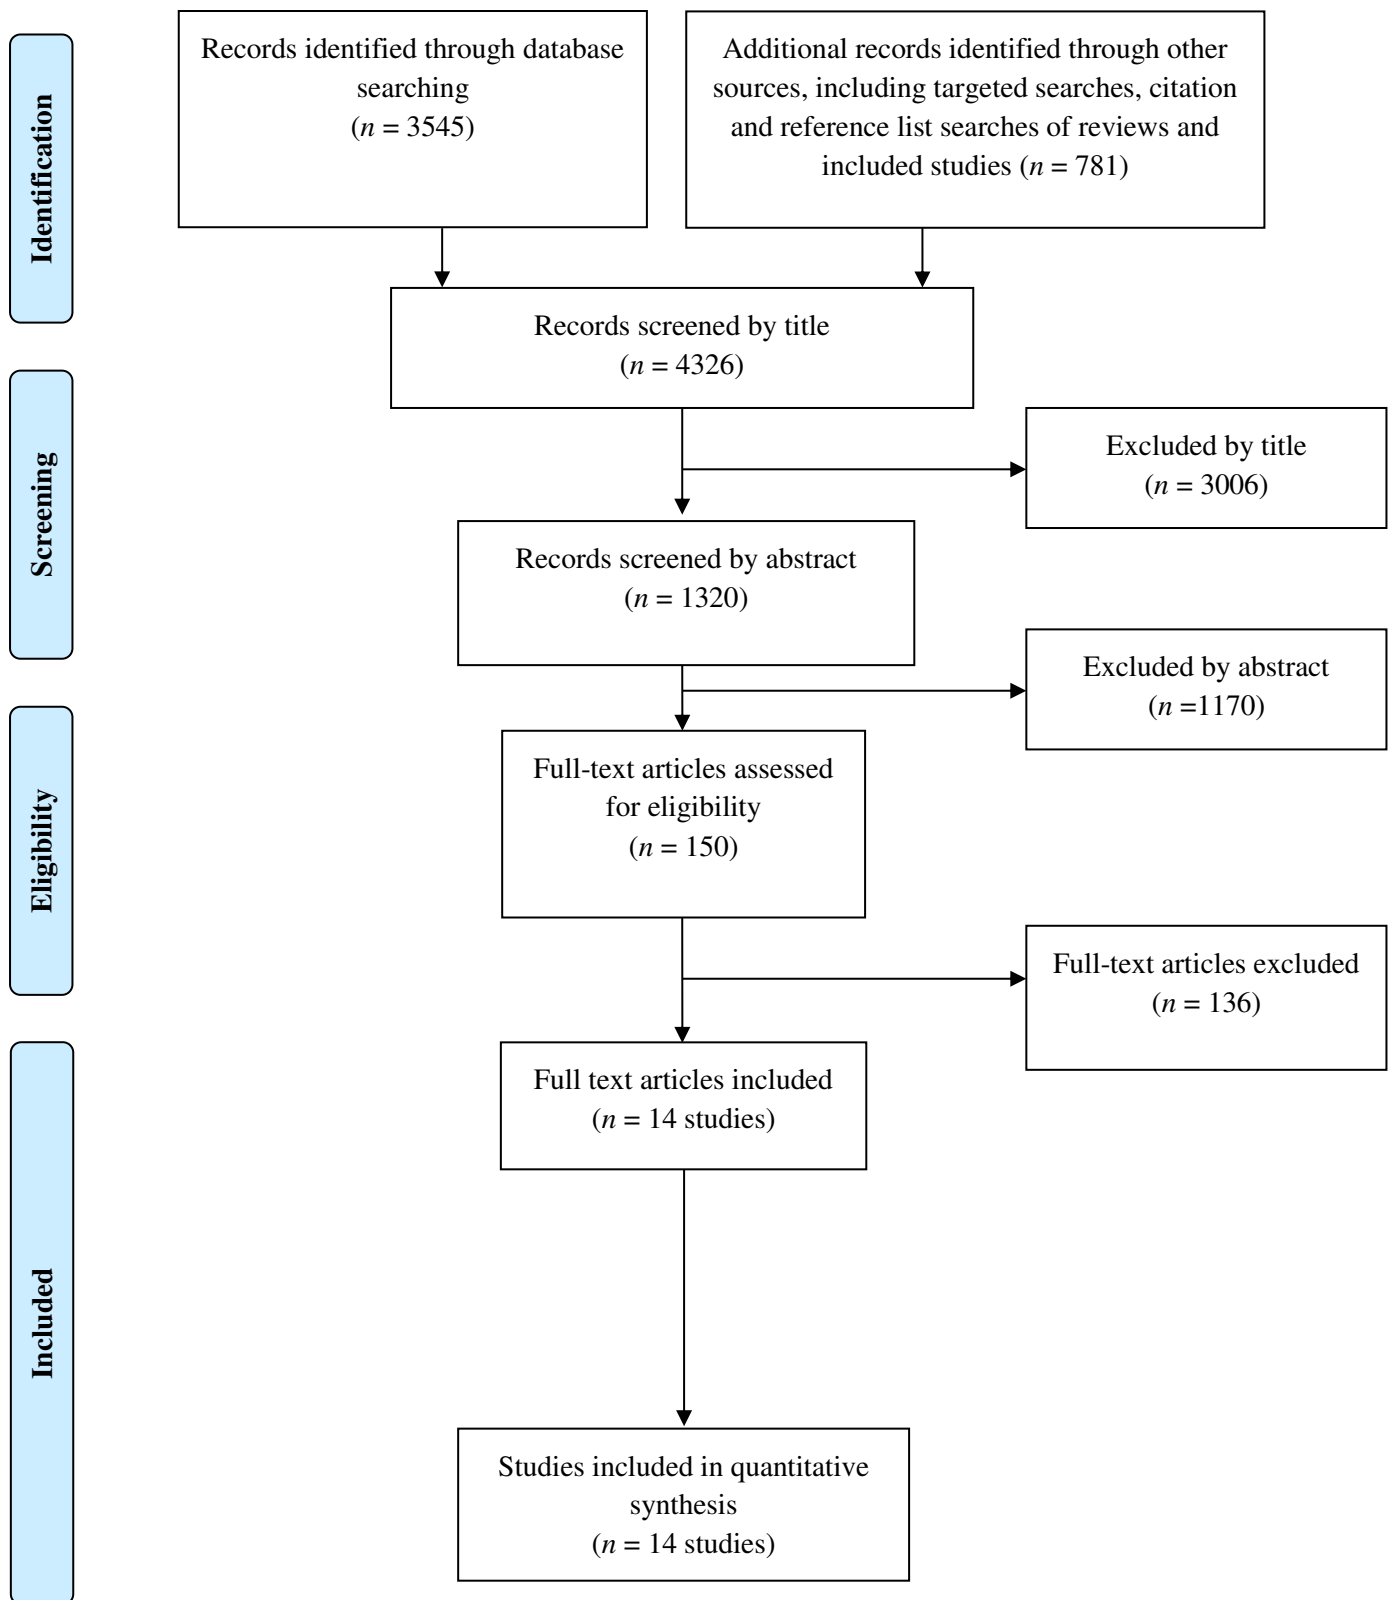 Identification
Records identified through database
searching
(n = 3545)
Additional records identified through other
sources, including targeted searches, citation
and reference list searches of reviews and
included studies (n = 781)
Records screened by title
(n = 4326)
Screening
Excluded by title
(n = 3006)
Records screened by abstract
(n = 1320)
Excluded by abstract
(n =1170)
Eligibility
Full-text articles assessed
for eligibility
(n = 150)
Full-text articles excluded
(n = 136)
Included
Full text articles included
(n = 14 studies)
Studies included in quantitative
synthesis
(n = 14 studies)